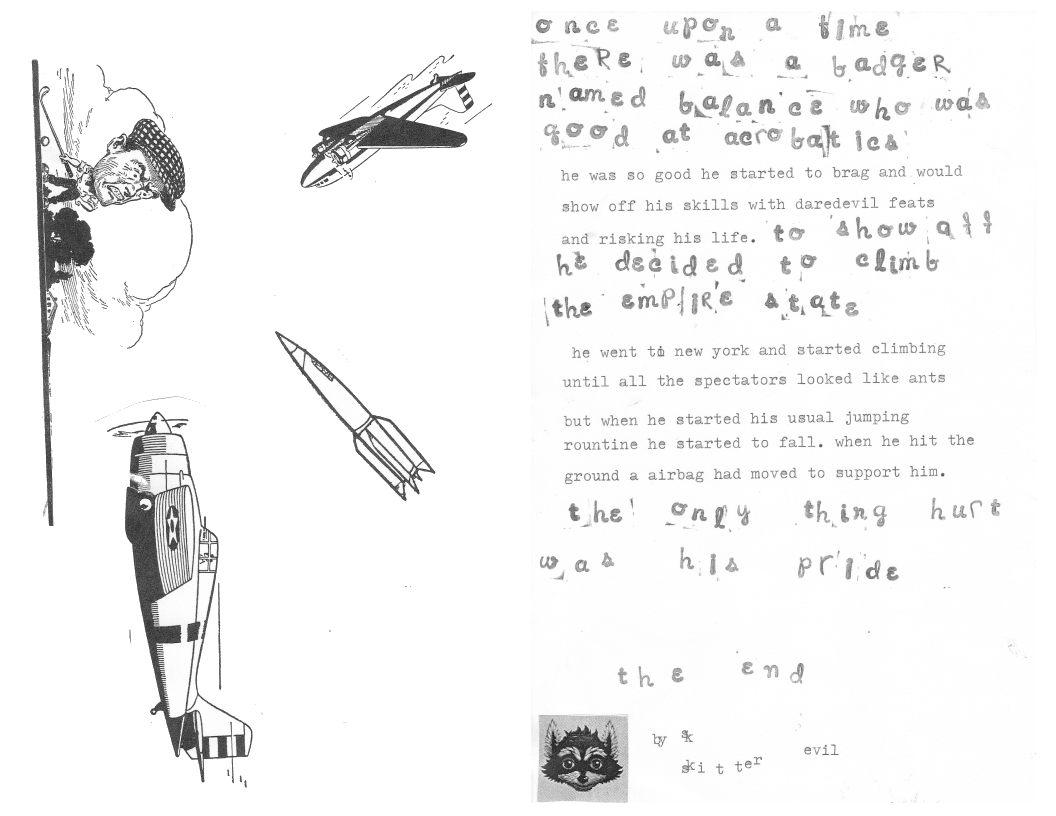 once upon a time
there was a badger
named balance who was
good at acrobatics
he was so good he started to brag and would
show off his skills with daredevil feats
and risking his life. to show off
he decided to climb
the empire state
he went to new york and started climbing
until all the spectators looked like ants
but when he started his usual jumping
rountine he started to fall. when he hit the
ground a airbag had moved to support him.
the only thing hurt
was his pride
the end
by sk
skitter evil